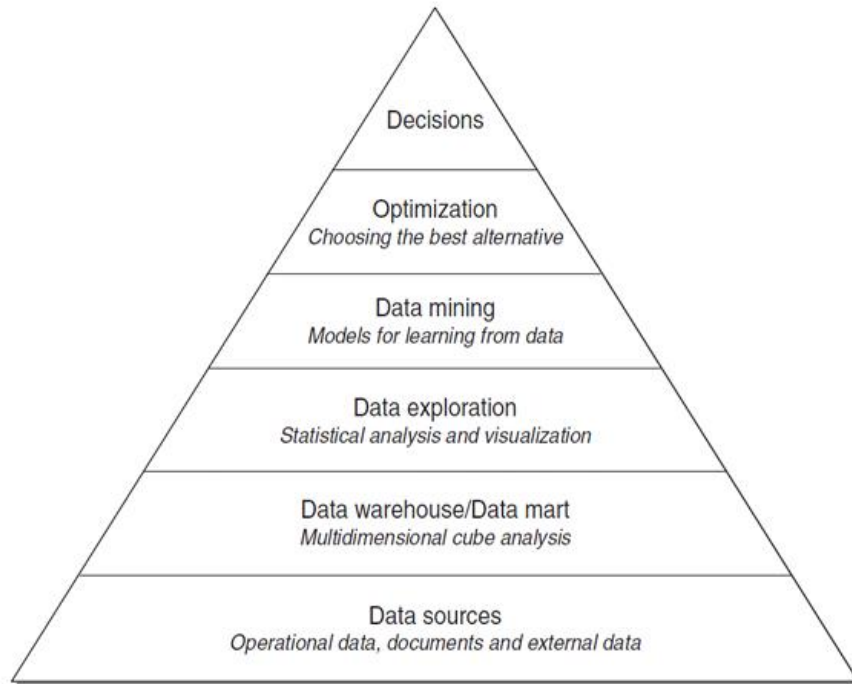 Decisions
Optimization
Choosing the best alternative
Data mining
Models for learning from data
Data exploration
Statistical analysis and visualization
Data warehouse/Data mart
Multidimensional cube analysis
Data sources
Operational data, documents and external data